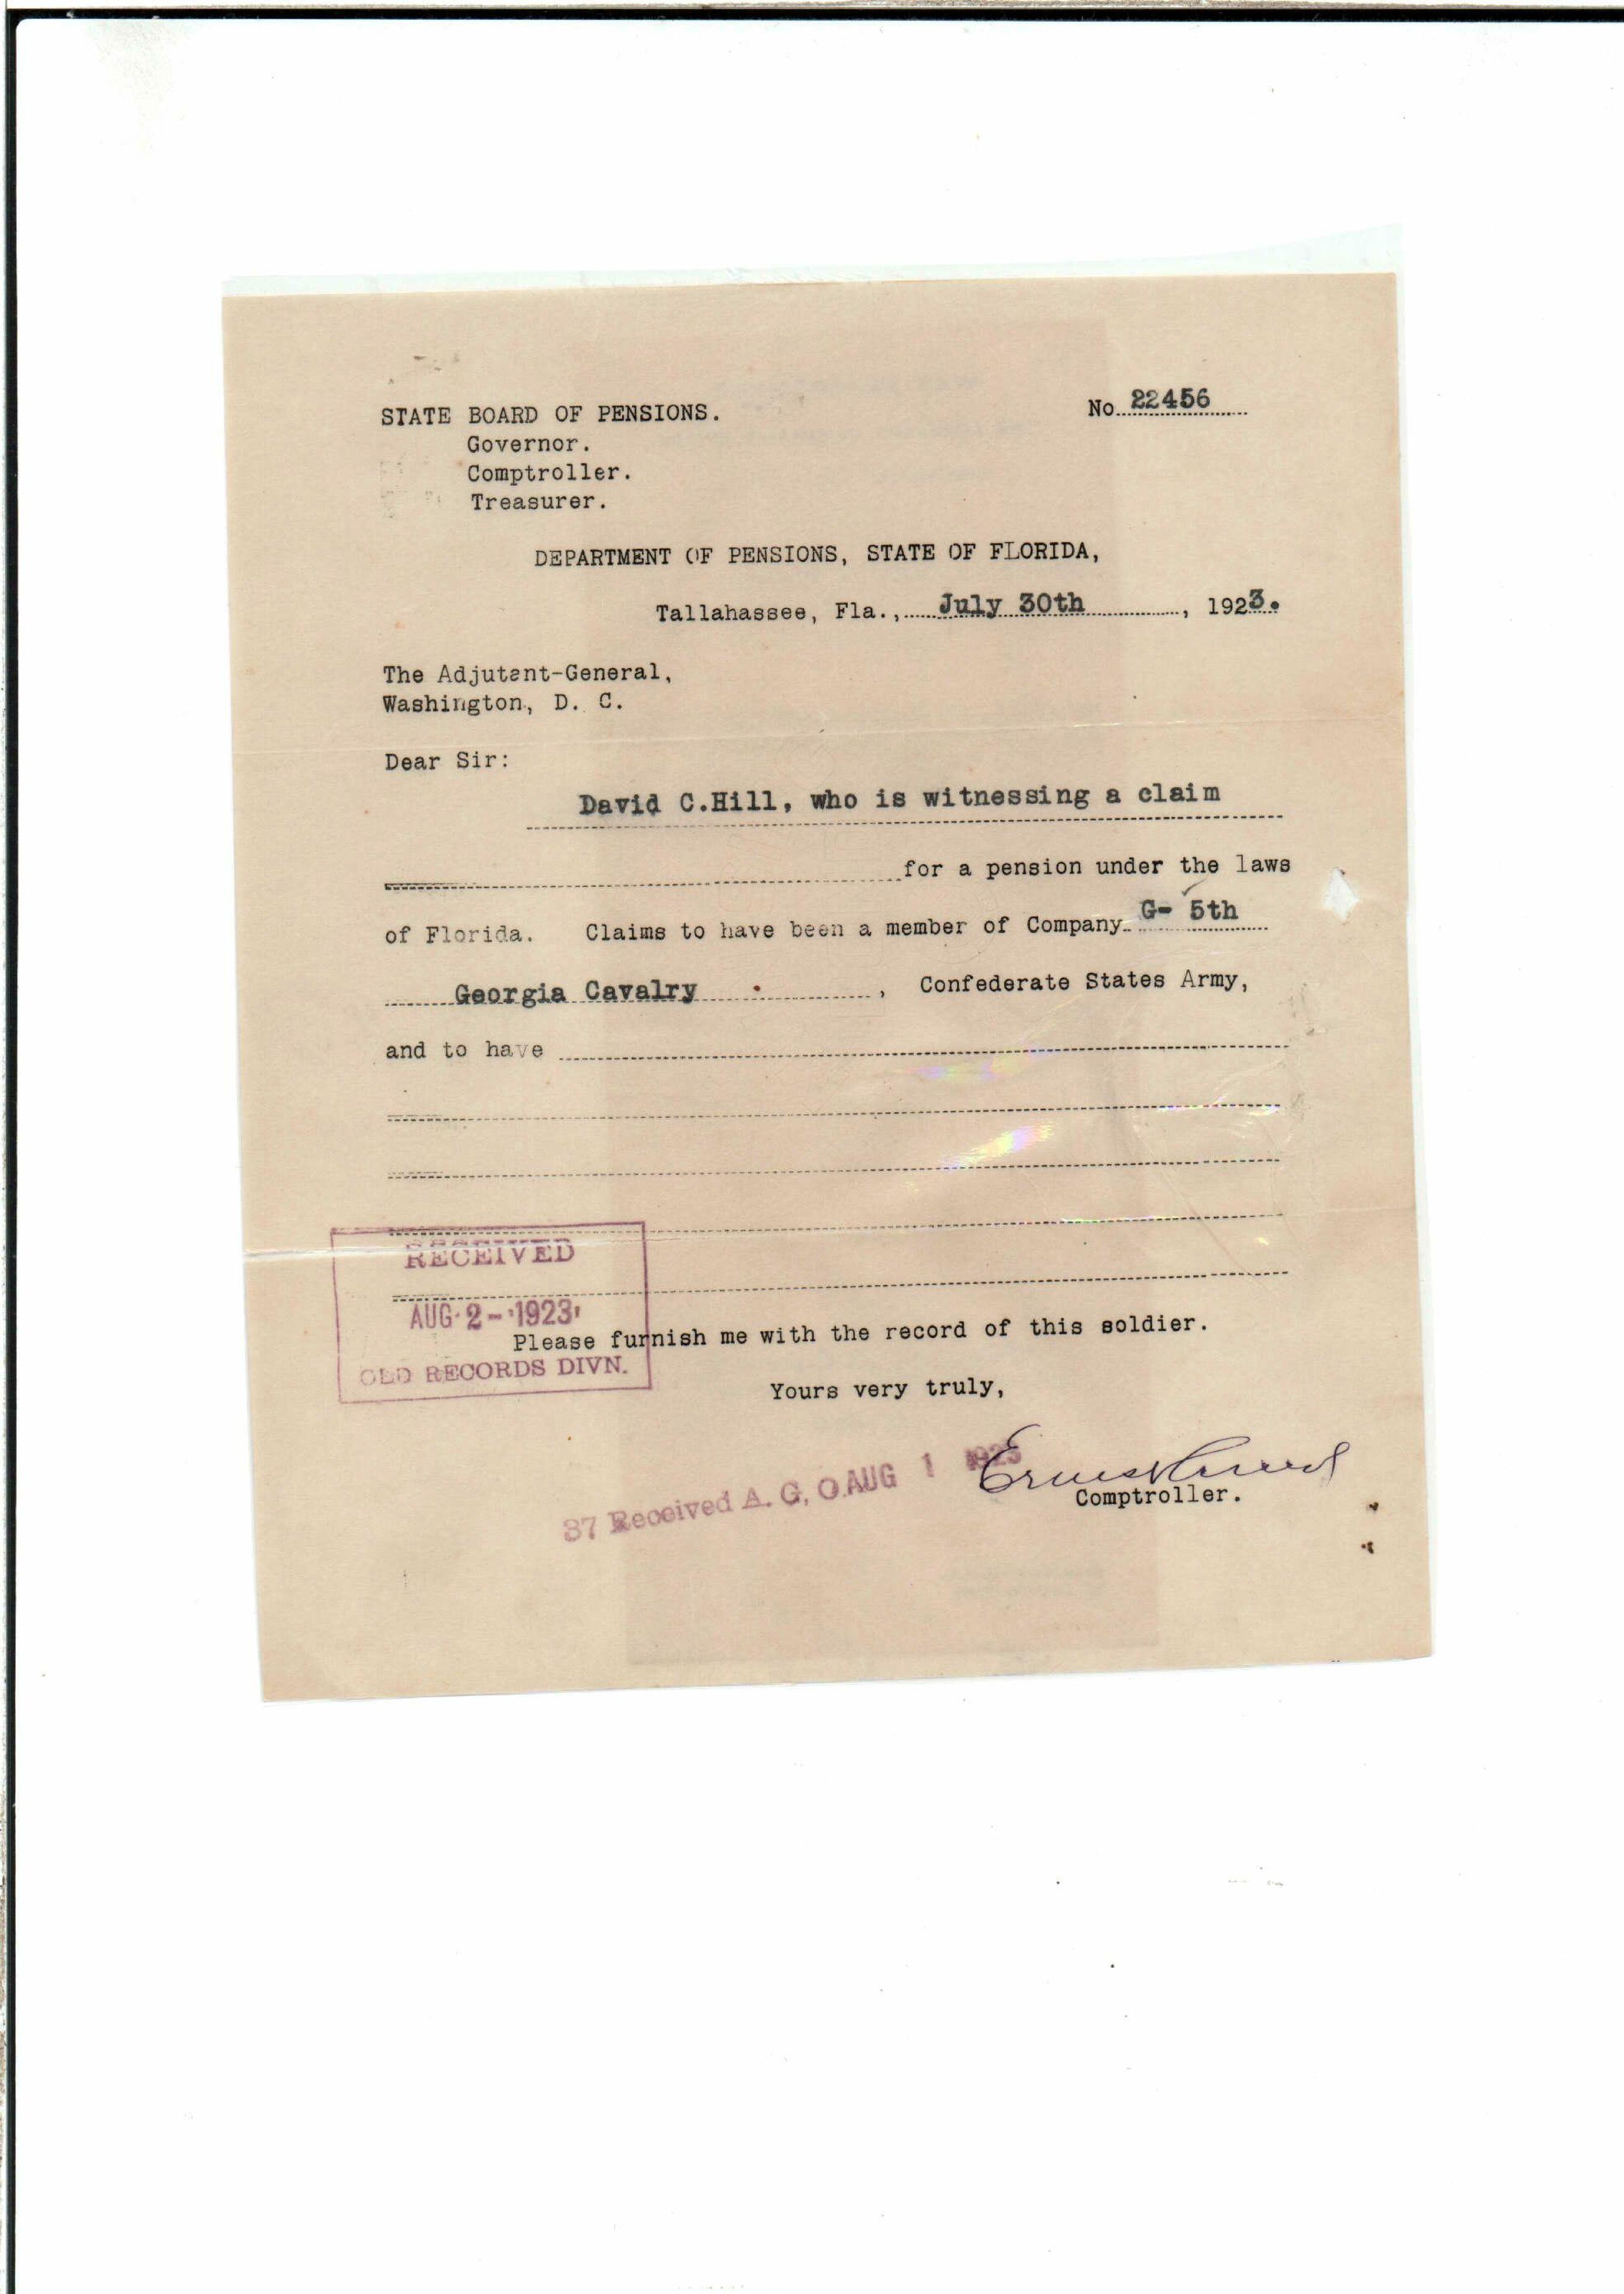 STATE BOARD OF PENSIONS.
No. 22456
Governor.
Comptroller.
Treasurer.
DEPARTMENT OF PENSIONS, STATE OF FLORIDA,
Tallahassee, Fla., July 30th, 1923.
The Adjutant-General,
Washington, D. C.
Dear Sir:
David C.Hill, who is witnessing a claim
for a pension under the laws
of Florida. Claims to have been a member of Company G- 5th
Georgia Cavalry, Confederate States Army,
and to have
RECEIVED
AUG 2 - 1923
OLD RECORDS DIVN.
Please furnish me with the record of this soldier.
Yours very truly,
Ernest
Comptroller.
37 Received A. G. O. AUG 1 1923